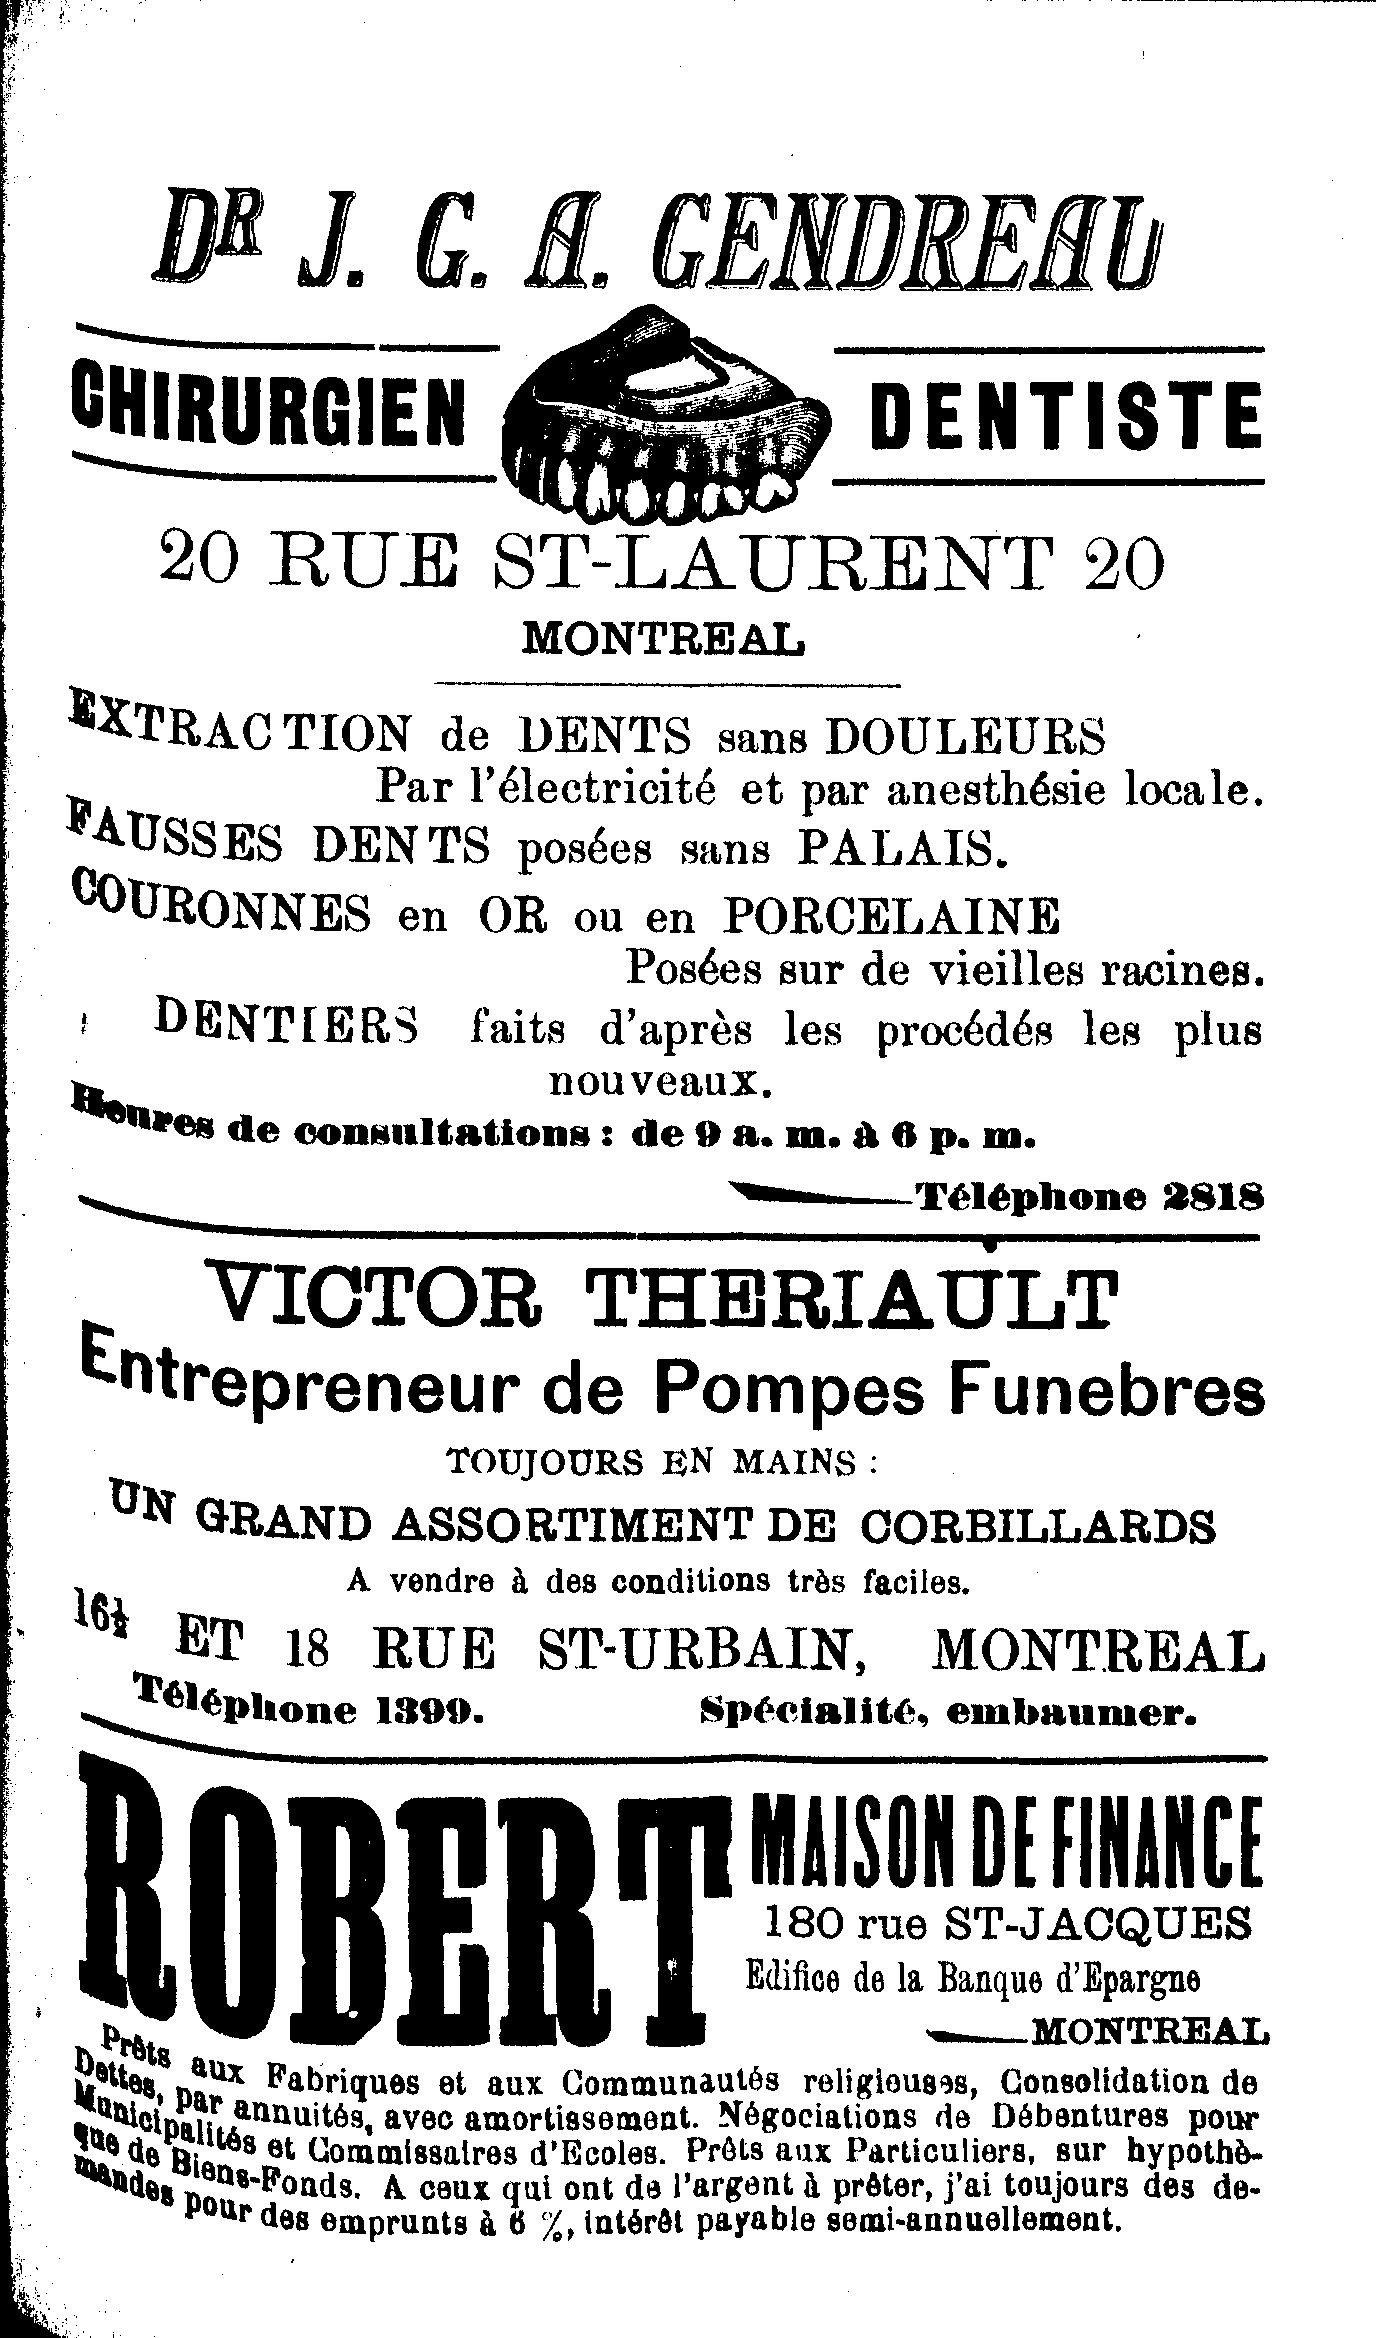 DR J. G. A. GENDREAU
CHIRURGIEN DENTISTE
20 RUE ST-LAURENT 20
MONTREAL
EXTRACTION de DENTS sans DOULEURS
Par l'électricité et par anesthésie locale.
FAUSSES DENTS posées sans PALAIS.
COURONNES en OR ou en PORCELAINE
Posées sur de vieilles racines.
DENTIERS faits d'après les procédés les plus
nouveaux.
Heures de consultations : de 9 a. m. à 6 p. m.
Téléphone 2818
VICTOR THERIAULT
Entrepreneur de Pompes Funebres
TOUJOURS EN MAINS :
UN GRAND ASSORTIMENT DE CORBILLARDS
A vendre à des conditions très faciles.
16½ ET 18 RUE ST-URBAIN, MONTREAL
Téléphone 1399. Spécialité, embaumer.
ROBERT MAISON DE FINANCE
180 rue ST-JACQUES
Edifice de la Banque d'Epargne
MONTREAL
Prêts aux Fabriques et aux Communautés religieuses, Consolidation de
Dettes, par annuités, avec amortissement. Négociations de Débentures pour
Municipalités et Commissaires d'Ecoles. Prêts aux Particuliers, sur hypothè-
que de Biens-Fonds. A ceux qui ont de l'argent à prêter, j'ai toujours des de-
mandes pour des emprunts à 6 %, intérêt payable semi-annuellement.